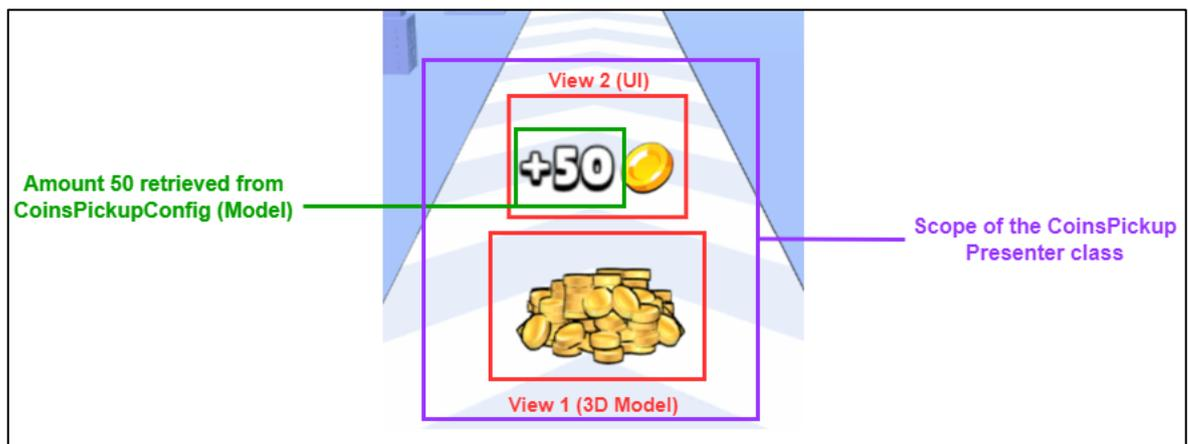 View 2 (UI)
+50
Amount 50 retrieved from
CoinsPickupConfig (Model)
Scope of the CoinsPickup
Presenter class
View 1 (3D Model)